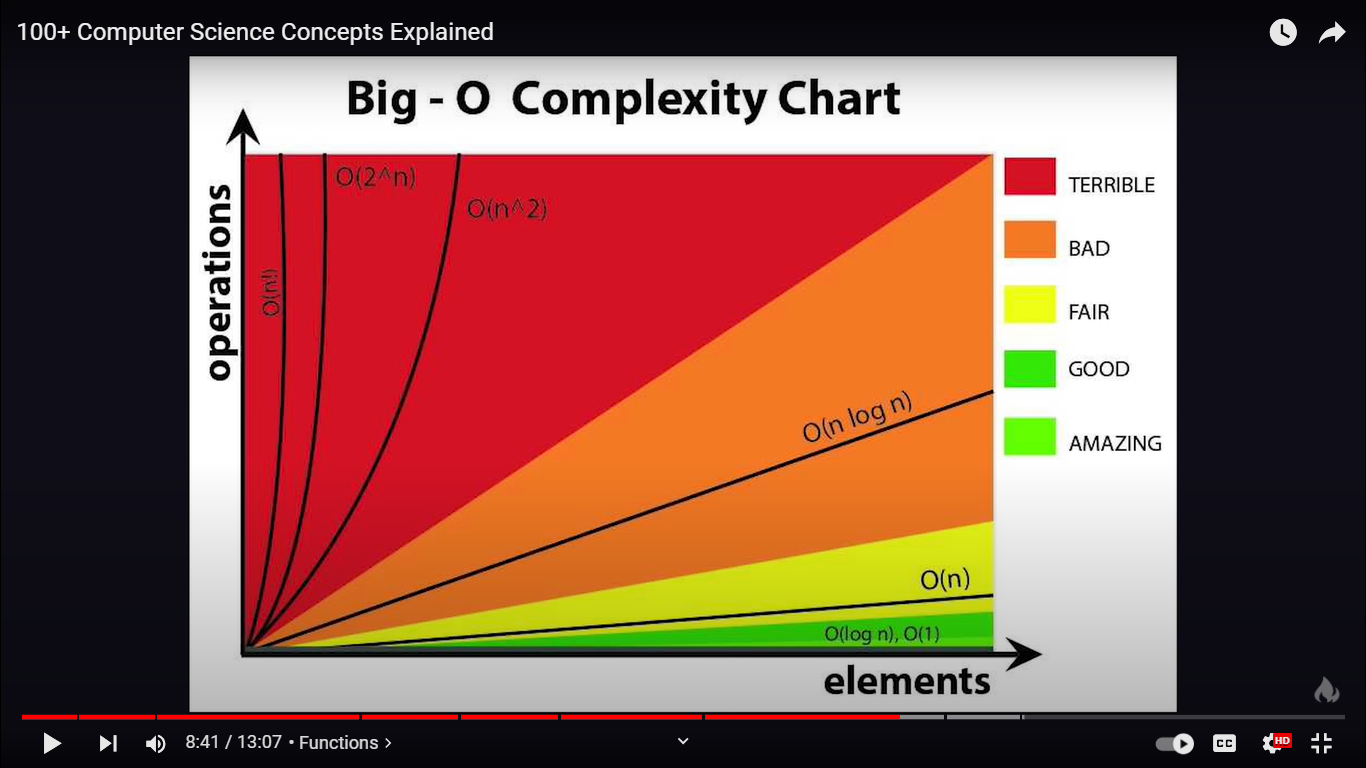 100+ Computer Science Concepts Explained
Big - O Complexity Chart
operations
O(n!)
O(2^n)
O(n^2)
O(n log n)
O(n)
O(log n), O(1)
elements
TERRIBLE
BAD
FAIR
GOOD
AMAZING
8:41 / 13:07 • Functions >
CC
HD